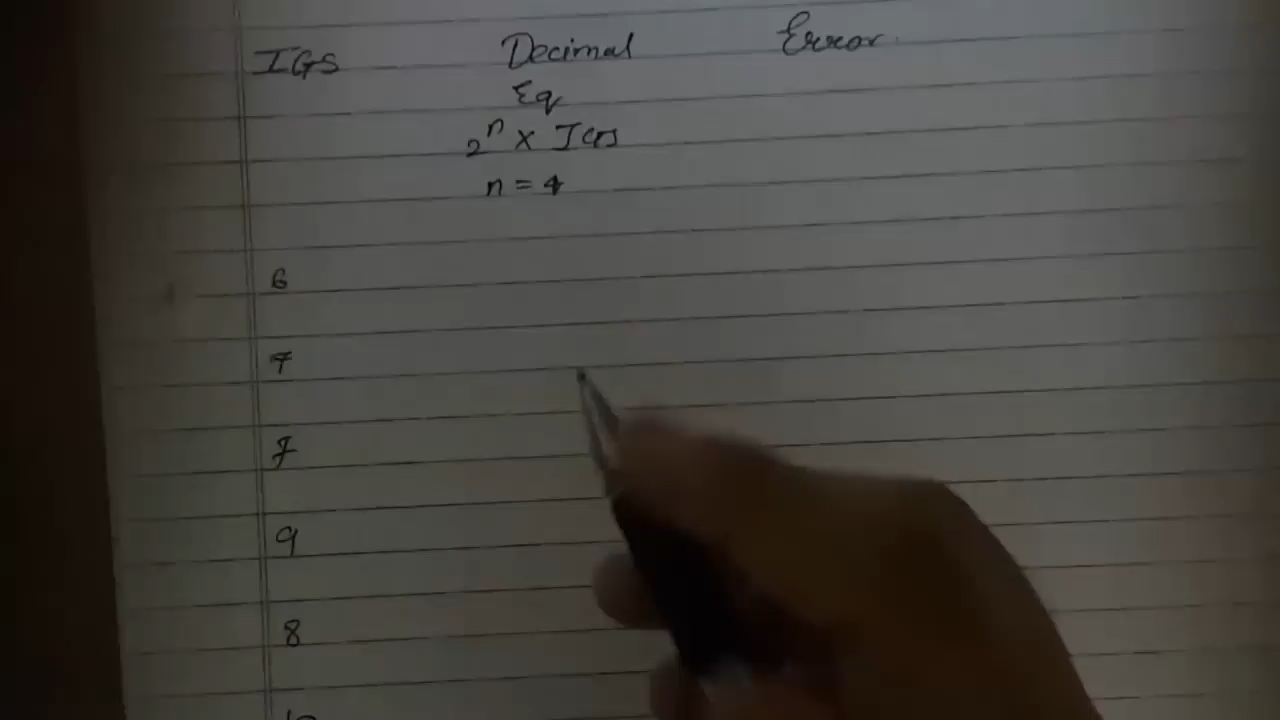 IGS Decimal Error.
Eq
2ⁿ × IGS
n = 4
6
7
7
9
8